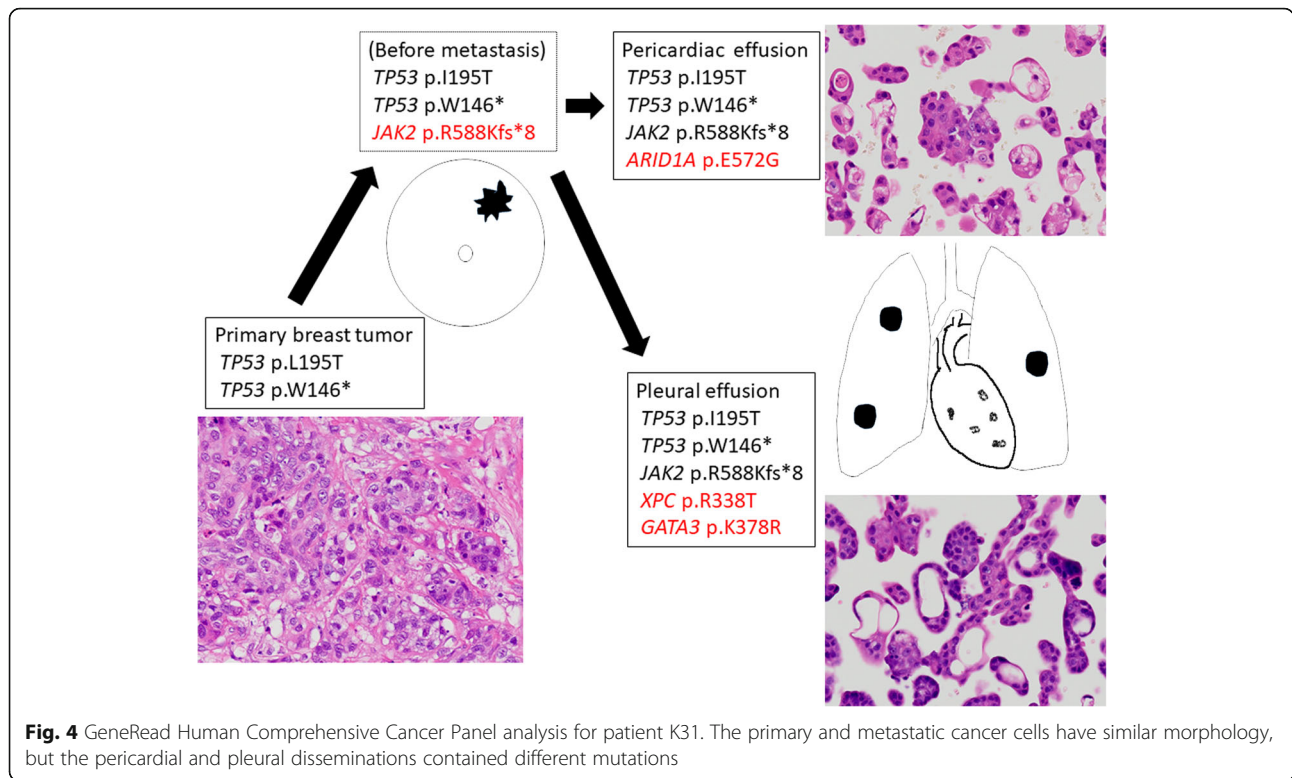 (Before metastasis)
TP53 p.I195T
TP53 p.W146*
JAK2 p.R588Kfs*8
Pericardiac effusion
TP53 p.I195T
TP53 p.W146*
JAK2 p.R588Kfs*8
ARID1A p.E572G
Primary breast tumor
TP53 p.L195T
TP53 p.W146*
Pleural effusion
TP53 p.I195T
TP53 p.W146*
JAK2 p.R588Kfs*8
XPC p.R338T
GATA3 p.K378R
Fig. 4 GeneRead Human Comprehensive Cancer Panel analysis for patient K31. The primary and metastatic cancer cells have similar morphology,
but the pericardial and pleural disseminations contained different mutations